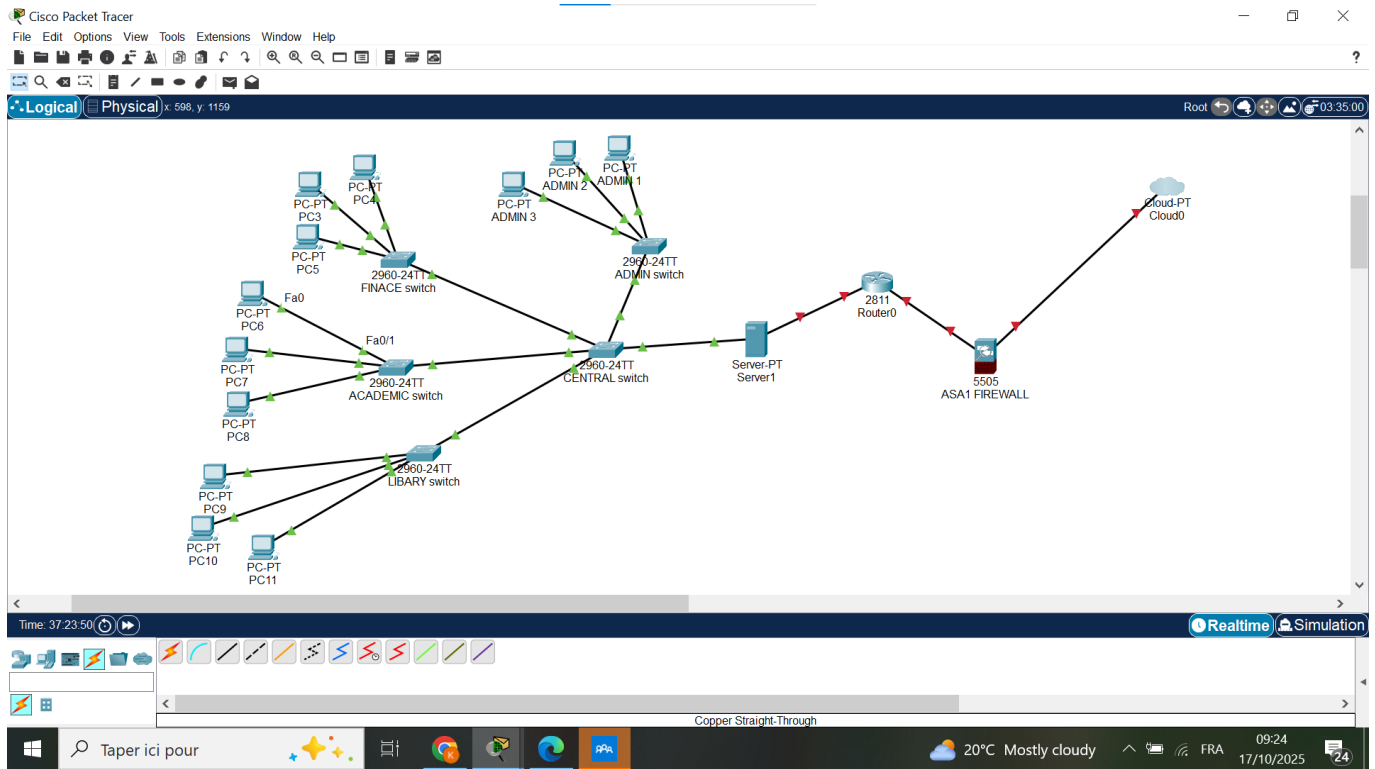 Cisco Packet Tracer
File Edit Options View Tools Extensions Window Help
?
Logical Physical x: 598, y: 1159 Root 03:35:00
PC-PT
PC3
PC-PT
PC4
PC-PT
PC5
2960-24TT
FINACE switch
PC-PT
ADMIN 3
PC-PT
ADMIN 2
PC-PT
ADMIN 1
2960-24TT
ADMIN switch
Cloud-PT
Cloud0
Fa0
PC-PT
PC6
Fa0/1
PC-PT
PC7
PC-PT
PC8
2960-24TT
ACADEMIC switch
2960-24TT
CENTRAL switch
Server-PT
Server1
2811
Router0
5505
ASA1 FIREWALL
2960-24TT
LIBARY switch
PC-PT
PC9
PC-PT
PC10
PC-PT
PC11
Time: 37:23:50 Realtime Simulation
Copper Straight-Through
Taper ici pour
20°C Mostly cloudy FRA 09:24
17/10/2025
24